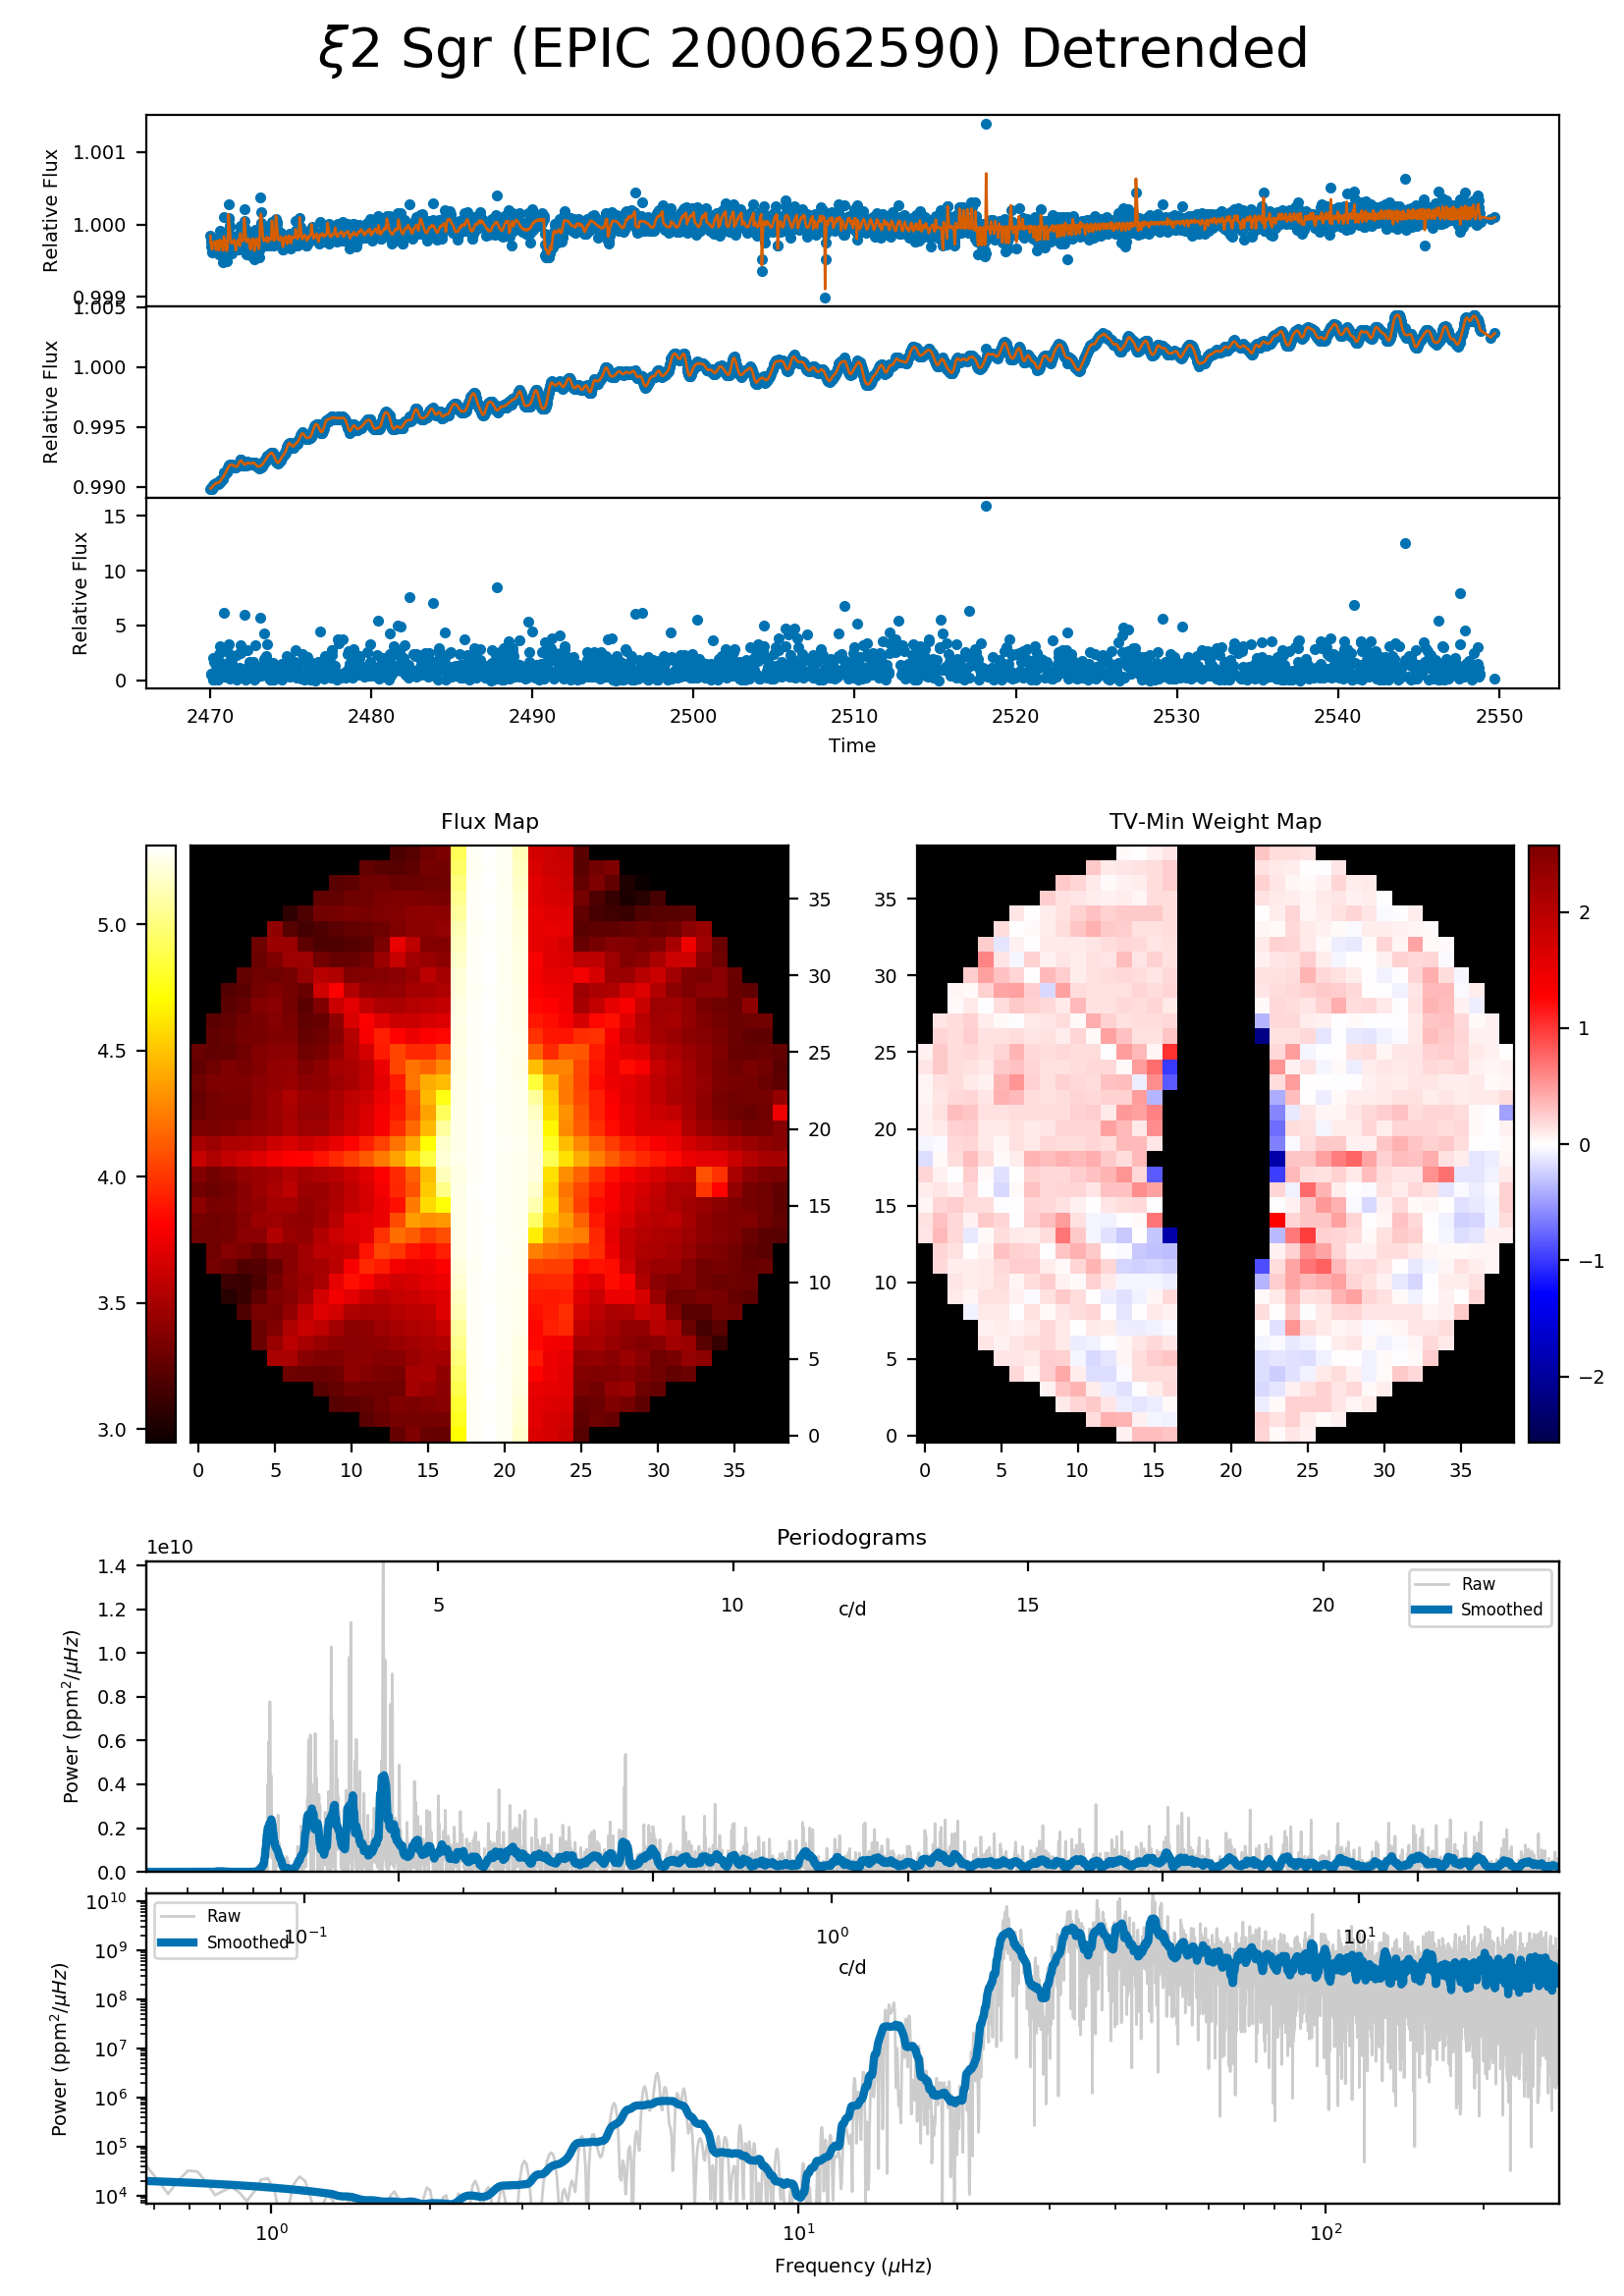 ξ2 Sgr (EPIC 200062590) Detrended
Relative Flux
1.001
1.000
0.999
Relative Flux
1.005
1.000
0.995
0.990
Relative Flux
15
10
5
0
2470 2480 2490 2500 2510 2520 2530 2540 2550
Time
Flux Map
5.0
4.5
4.0
3.5
3.0
35
30
25
20
15
10
5
0
0 5 10 15 20 25 30 35
TV-Min Weight Map
35
30
25
20
15
10
5
0
0 5 10 15 20 25 30 35
2
1
0
−1
−2
Periodograms
1e10
Power (ppm²/μHz)
1.4
1.2
1.0
0.8
0.6
0.4
0.2
0.0
5 10 15 20
c/d
Raw
Smoothed
Power (ppm²/μHz)
10¹⁰
10⁹
10⁸
10⁷
10⁶
10⁵
10⁴
Raw
Smoothed
10⁻¹ 10⁰ 10¹
c/d
10⁰ 10¹ 10²
Frequency (μHz)